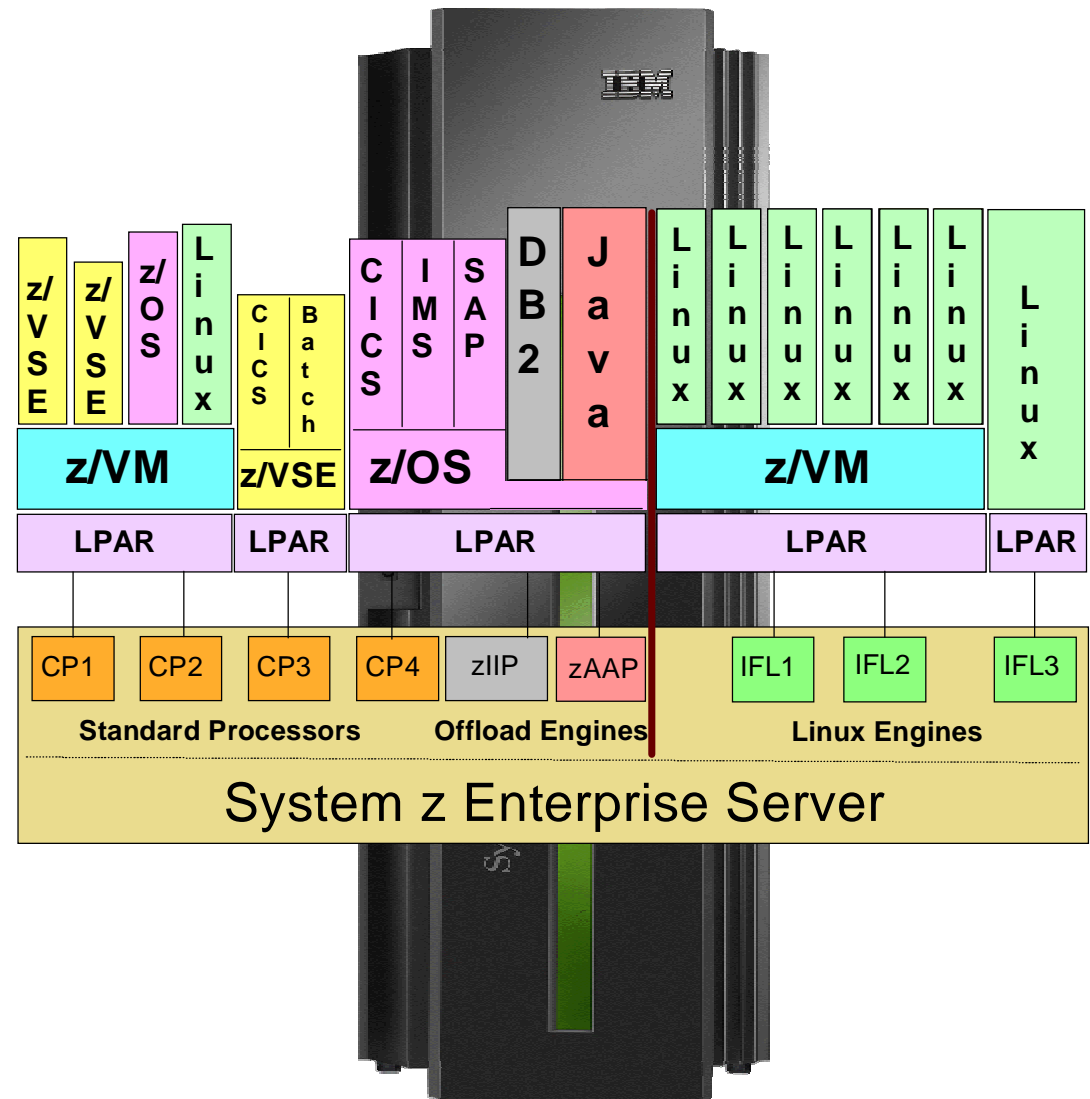 IBM
z/VSE
z/VSE
z/OS
Linux
CICS
Batch
CICS
IMS
SAP
DB2
Java
Linux
Linux
Linux
Linux
Linux
Linux
Linux
z/VM
z/VSE
z/OS
z/VM
LPAR
LPAR
LPAR
LPAR
LPAR
CP1
CP2
CP3
CP4
zIIP
zAAP
IFL1
IFL2
IFL3
Standard Processors
Offload Engines
Linux Engines
System z Enterprise Server
Sy